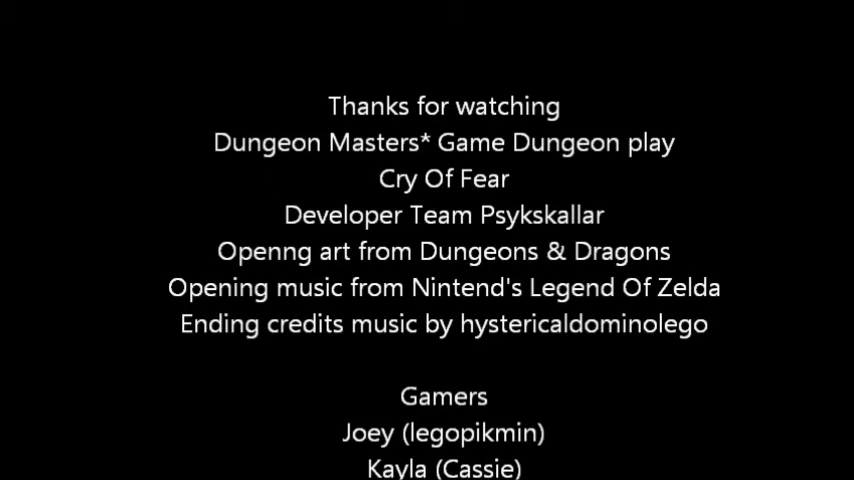 Thanks for watching
Dungeon Masters* Game Dungeon play
Cry Of Fear
Developer Team Psykskallar
Openng art from Dungeons & Dragons
Opening music from Nintend's Legend Of Zelda
Ending credits music by hystericaldominolego
Gamers
Joey (legopikmin)
Kayla (Cassie)